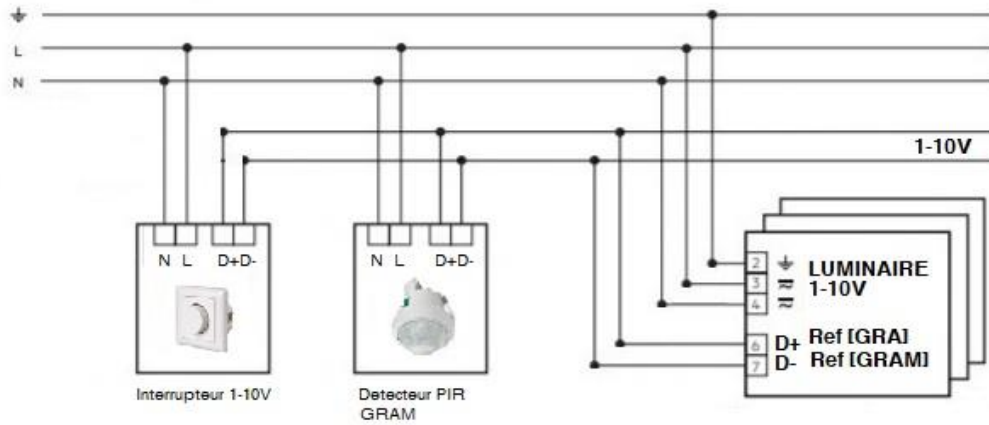 L
N
1-10V
N L D+D-
Interrupteur 1-10V
N L D+D-
Detecteur PIR
GRAM
2 LUMINAIRE
3 1-10V
4
6 D+ Ref [GRA]
7 D- Ref [GRAM]